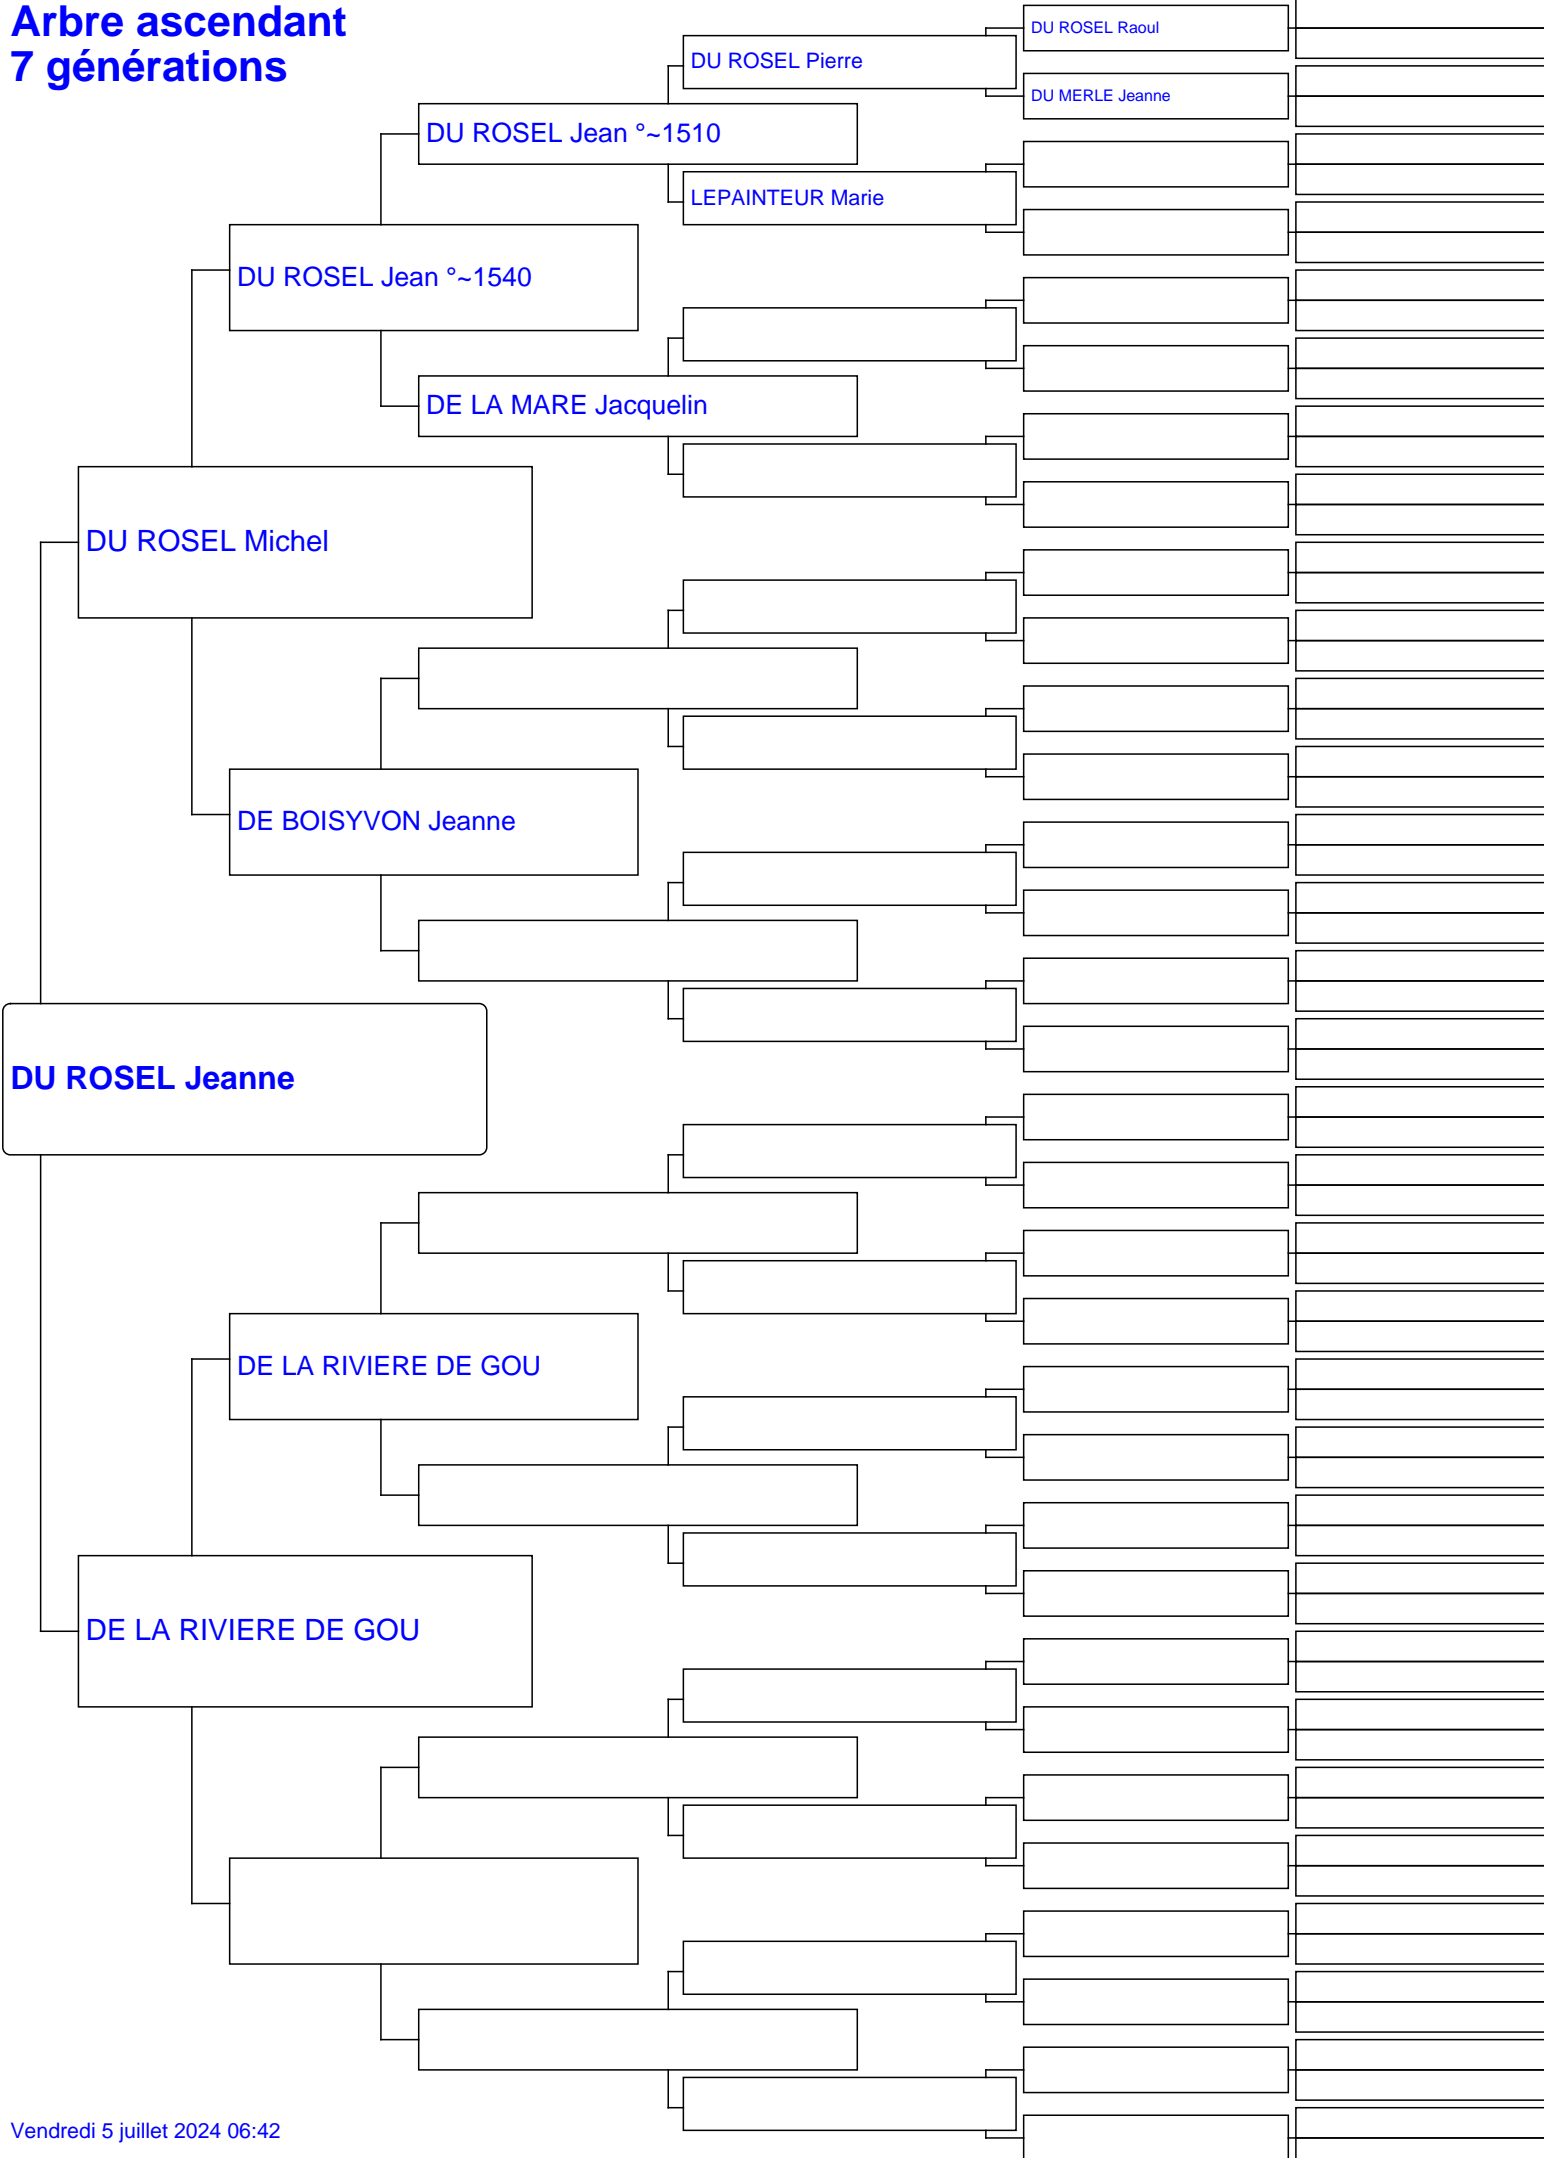 Arbre ascendant
7 générations
DU ROSEL Raoul
DU ROSEL Pierre
DU MERLE Jeanne
DU ROSEL Jean °~1510
LEPAINTEUR Marie
DU ROSEL Jean °~1540
DE LA MARE Jacquelin
DU ROSEL Michel
DE BOISYVON Jeanne
DU ROSEL Jeanne
DE LA RIVIERE DE GOU
DE LA RIVIERE DE GOU
Vendredi 5 juillet 2024 06:42